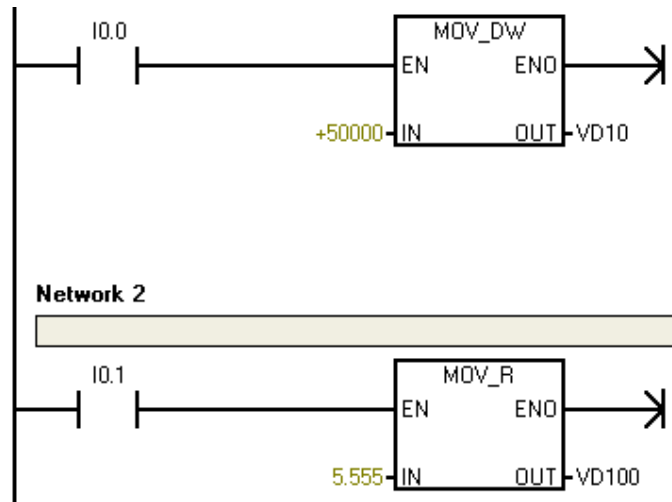 I0.0
MOV_DW
EN ENO
+50000 IN OUT VD10
Network 2
I0.1
MOV_R
EN ENO
5.555 IN OUT VD100